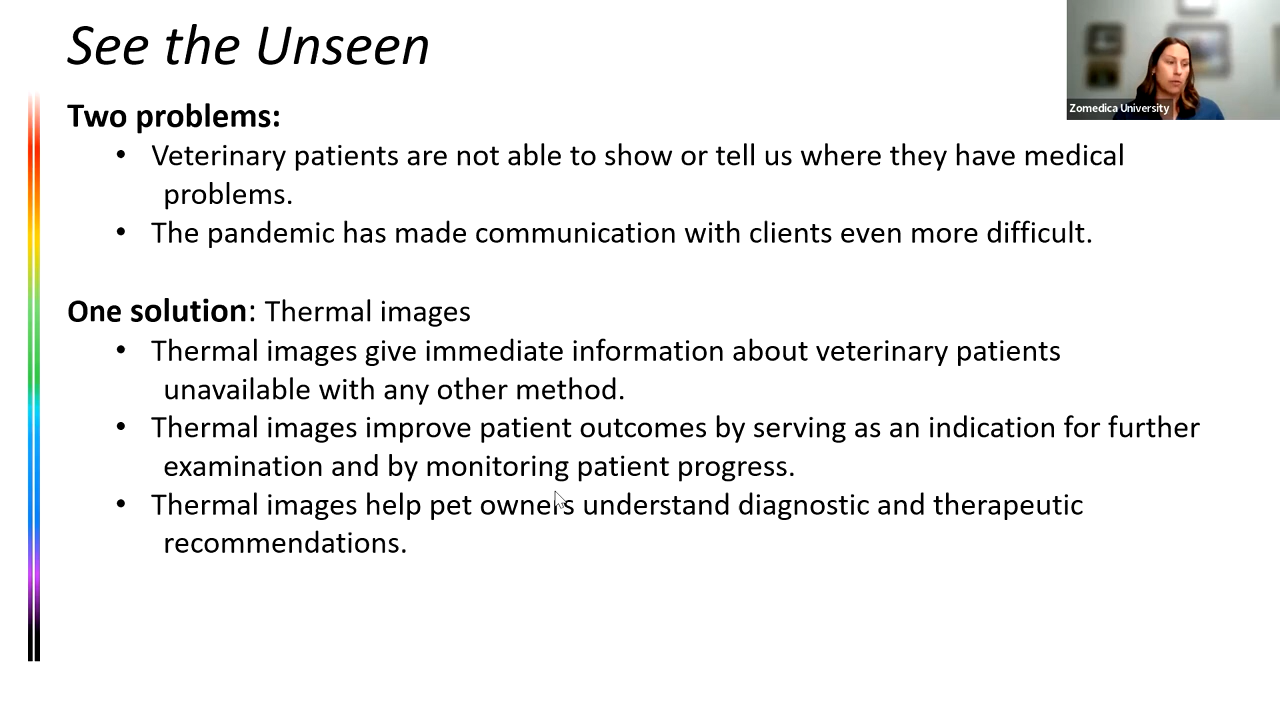 See the Unseen
Zomedica University
Two problems:
• Veterinary patients are not able to show or tell us where they have medical
problems.
• The pandemic has made communication with clients even more difficult.
One solution: Thermal images
• Thermal images give immediate information about veterinary patients
unavailable with any other method.
• Thermal images improve patient outcomes by serving as an indication for further
examination and by monitoring patient progress.
• Thermal images help pet owners understand diagnostic and therapeutic
recommendations.